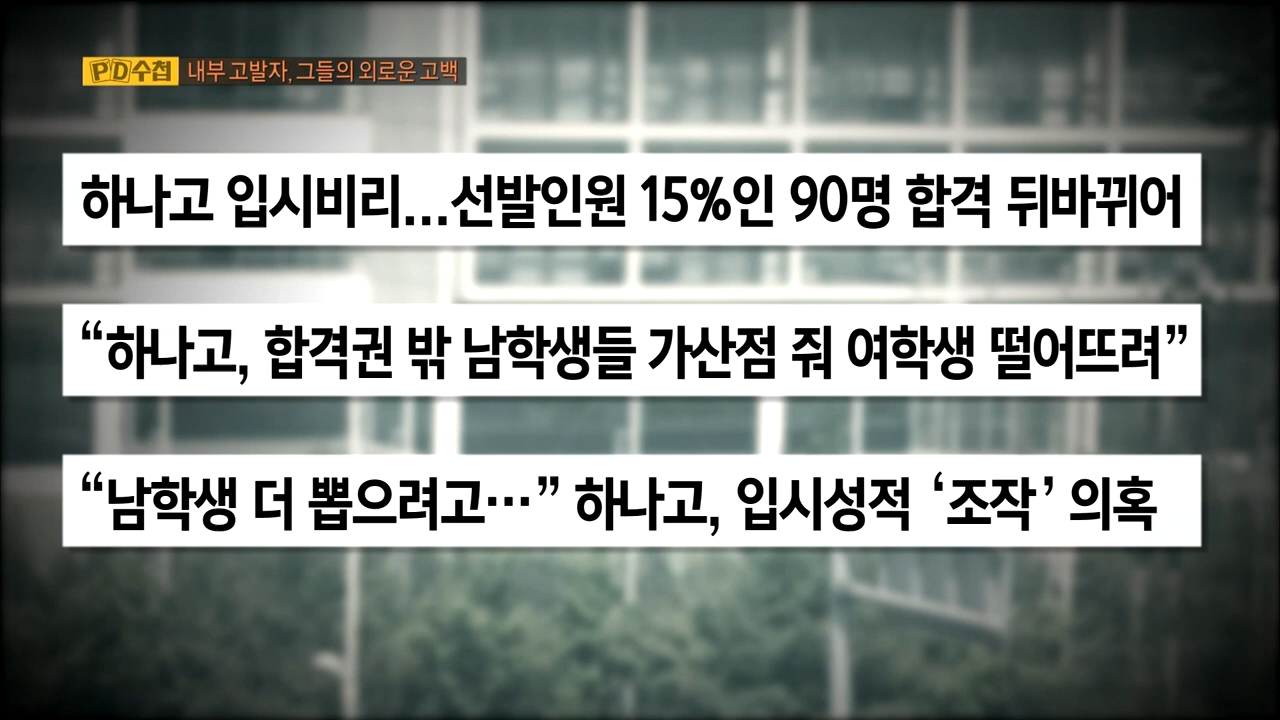 PD수첩 내부 고발자, 그들의 외로운 고백
하나고 입시비리...선발인원 15%인 90명 합격 뒤바뀌어
“하나고, 합격권 밖 남학생들 가산점 줘 여학생 떨어뜨려”
“남학생 더 뽑으려고…” 하나고, 입시성적 ‘조작’ 의혹